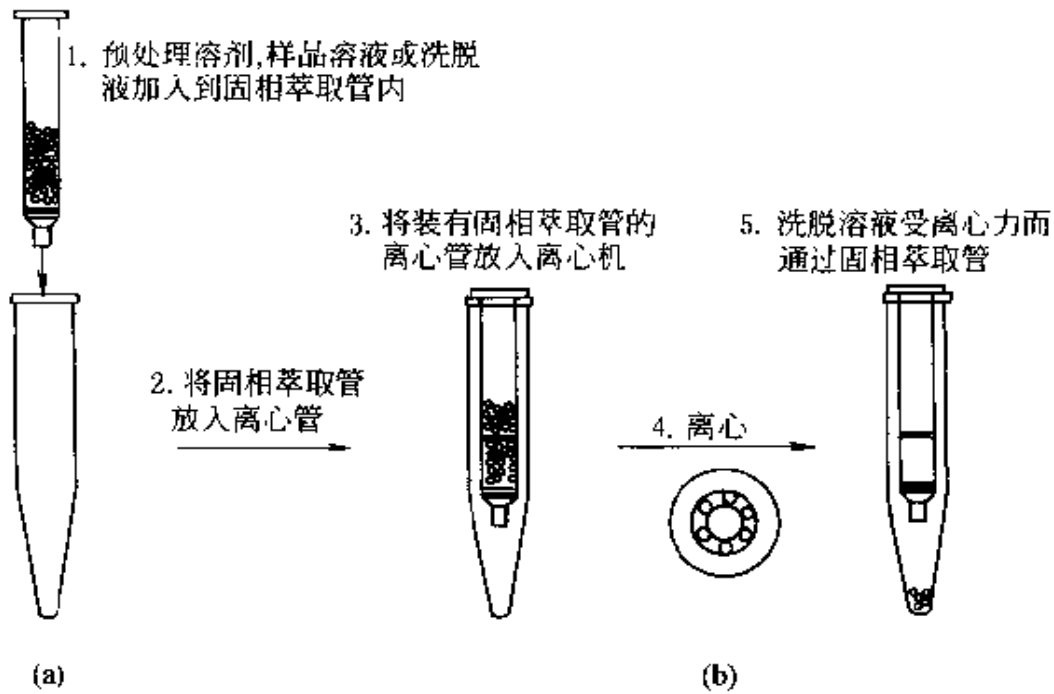 1. 预处理溶剂,样品溶液或洗脱
液加入到固相萃取管内
2. 将固相萃取管
放入离心管
3. 将装有固相萃取管的
离心管放入离心机
4. 离心
5. 洗脱溶液受离心力而
通过固相萃取管
(a)
(b)